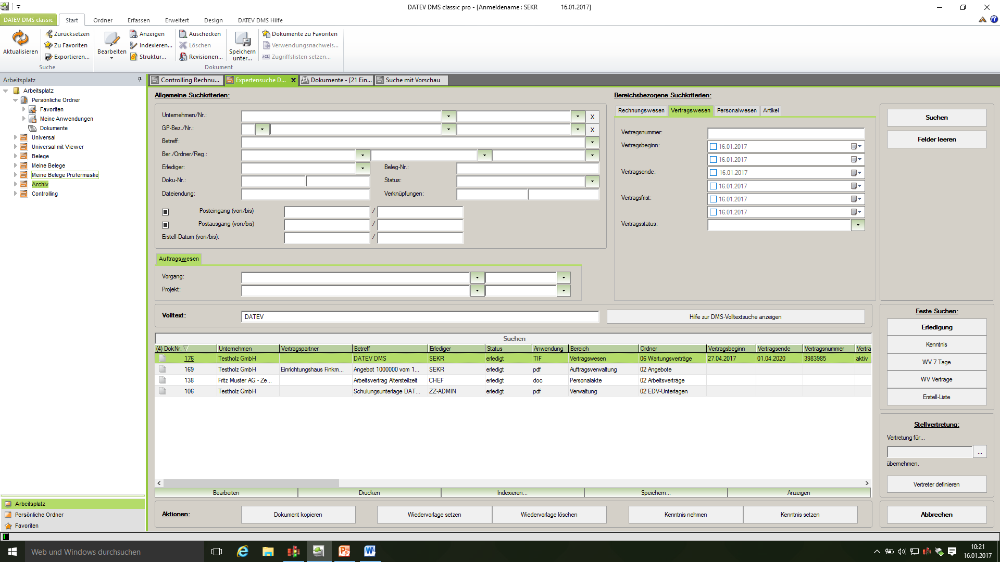 DATEV DMS classic pro - [Anmeldename : SEKR 16.01.2017]
DATEV DMS classic Start Ordner Erfassen Erweitert Design DATEV DMS Hilfe
Aktualisieren
Zurücksetzen
Zu Favoriten
Exportieren...
Suche
Bearbeiten
Anzeigen
Indexieren...
Struktur...
Auschecken
Löschen
Revisionen...
Speichern
unter...
Dokument
Dokumente zu Favoriten
Verwendungsnachweis...
ACL Zugriffslisten setzen...
Arbeitsplatz
Arbeitsplatz
Persönliche Ordner
Favoriten
Meine Anwendungen
Dokumente
Universal
Universal mit Viewer
Belege
Meine Belege
Meine Belege Prüfermaske
Archiv
Controlling
Arbeitsplatz
Persönliche Ordner
Favoriten
Controlling Rechnu... Expertensuche D... X Dokumente - [21 Ein... Suche mit Vorschau
Allgemeine Suchkriterien:
Unternehmen/Nr.: X
GP-Bez./Nr.: X
Betreff:
Ber./Ordner/Reg.:
Erlediger: Beleg-Nr.:
Doku-Nr.: Status:
Dateiendung: Verknüpfungen:
Posteingang (von/bis) /
Postausgang (von/bis) /
Erstell-Datum (von/bis): /
Auftragswesen
Vorgang:
Projekt:
Bereichsbezogene Suchkriterien:
Rechnungswesen Vertragswesen Personalwesen Artikel
Vertragsnummer:
Vertragsbeginn: 16.01.2017
16.01.2017
Vertragsende: 16.01.2017
16.01.2017
Vertragsfrist: 16.01.2017
16.01.2017
Vertragsstatus:
Suchen
Felder leeren
Volltext: DATEV Hilfe zur DMS-Volltextsuche anzeigen
Suchen
(4) DokNr. Unternehmen Vertragspartner Betreff Erlediger Status Anwendung Bereich Ordner Vertragsbeginn Vertragsende Vertragsnummer Vertra
176 Testholz GmbH DATEV DMS SEKR erledigt TIF Vertragswesen 06 Wartungsverträge 27.04.2017 01.04.2020 3983985 aktiv
169 Testholz GmbH Einrichtungshaus Finkm... Angebot 1000000 vom 1... SEKR erledigt pdf Auftragsverwaltung 02 Angebote
138 Fritz Muster AG - Ze... Arbeitsvertrag Altersteilzeit CHEF erledigt doc Personalakte 02 Arbeitsverträge
106 Testholz GmbH Schulungsunterlage DAT... ZZ-ADMIN erledigt pdf Verwaltung 02 EDV-Unterlagen
Bearbeiten Drucken Indexieren... Speichern... Anzeigen
Aktionen: Dokument kopieren Wiedervorlage setzen Wiedervorlage löschen Kenntnis nehmen Kenntnis setzen
Feste Suchen:
Erledigung
Kenntnis
WV 7 Tage
WV Verträge
Erstell-Liste
Stellvertretung:
Vertretung für...
...
übernehmen.
Vertreter definieren
Abbrechen
Web und Windows durchsuchen
10:21
16.01.2017